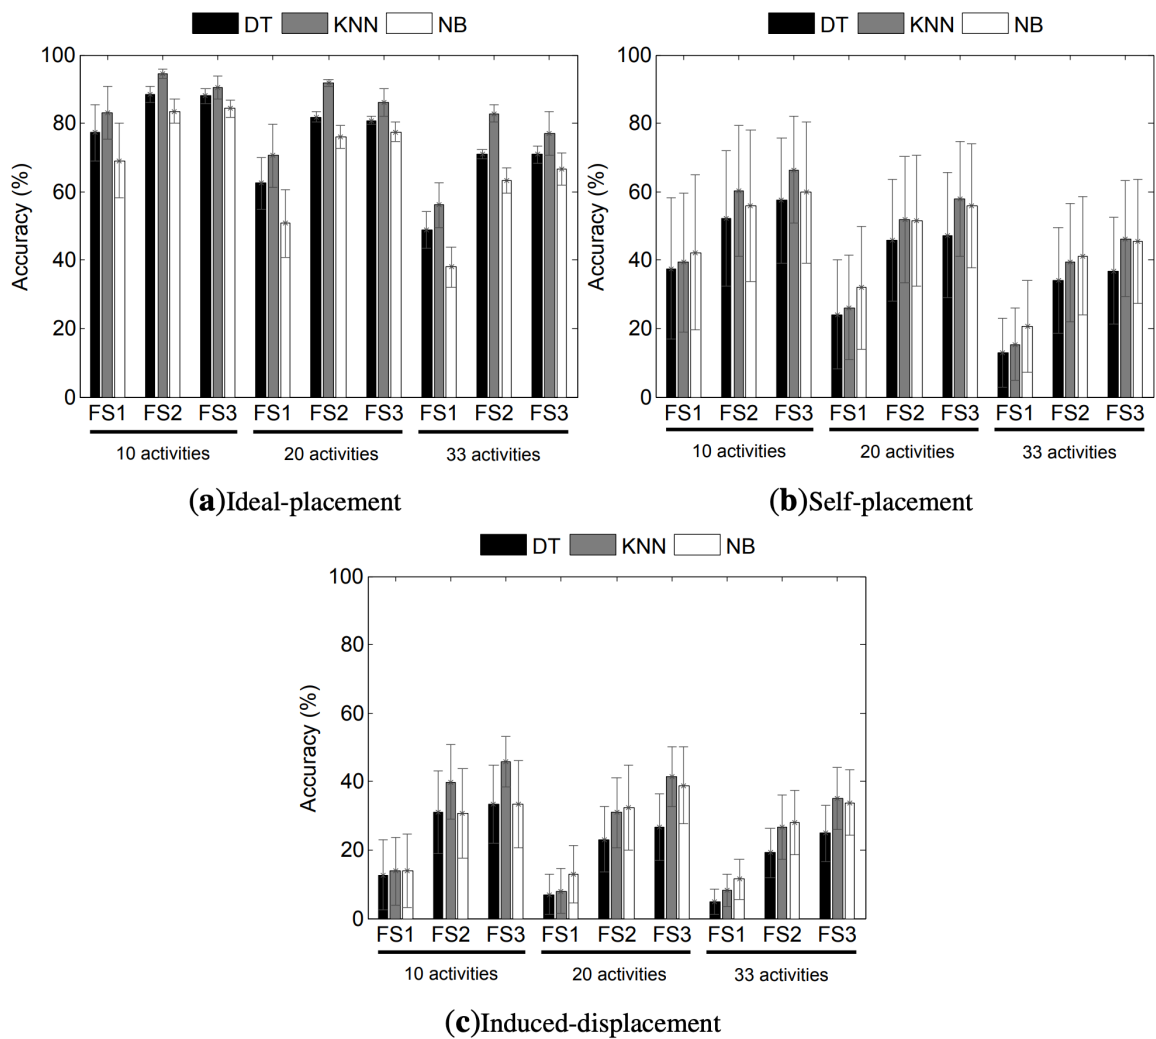 DT KNN NB
100
80
60
40
20
0
Accuracy (%)
FS1 FS2 FS3 FS1 FS2 FS3 FS1 FS2 FS3
10 activities 20 activities 33 activities
(a)Ideal-placement
DT KNN NB
100
80
60
40
20
0
Accuracy (%)
FS1 FS2 FS3 FS1 FS2 FS3 FS1 FS2 FS3
10 activities 20 activities 33 activities
(b)Self-placement
DT KNN NB
100
80
60
40
20
0
Accuracy (%)
FS1 FS2 FS3 FS1 FS2 FS3 FS1 FS2 FS3
10 activities 20 activities 33 activities
(c)Induced-displacement